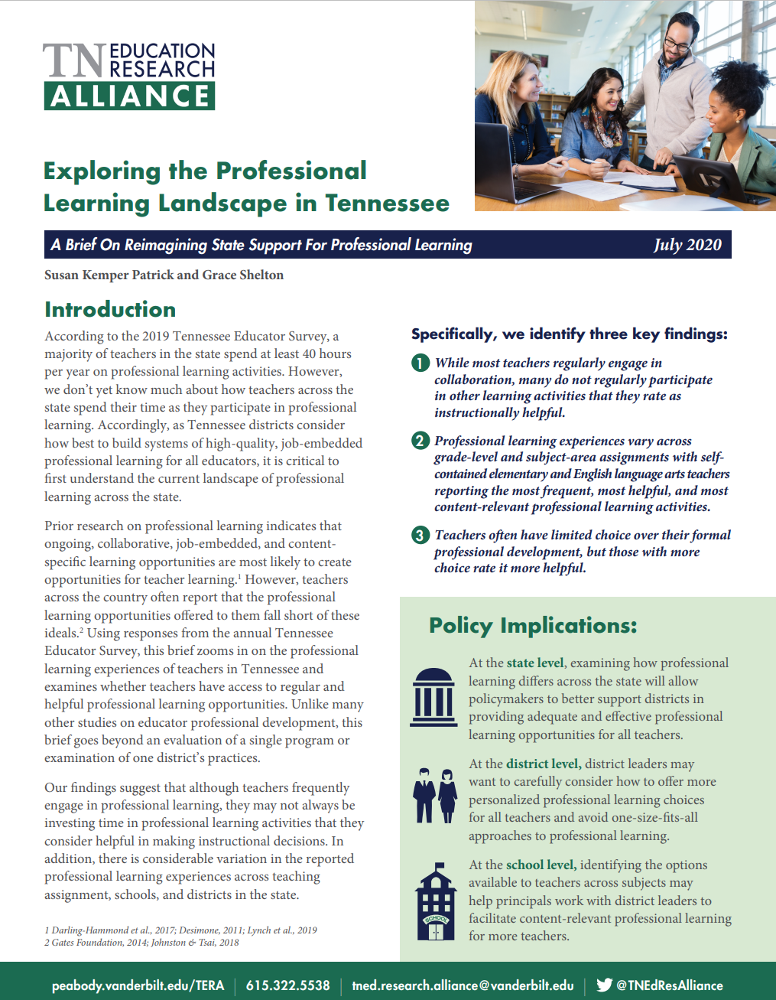 TN EDUCATION
RESEARCH
ALLIANCE
Exploring the Professional
Learning Landscape in Tennessee
A Brief On Reimagining State Support For Professional Learning July 2020
Susan Kemper Patrick and Grace Shelton
Introduction
According to the 2019 Tennessee Educator Survey, a
majority of teachers in the state spend at least 40 hours
per year on professional learning activities. However,
we don't yet know much about how teachers across the
state spend their time as they participate in professional
learning. Accordingly, as Tennessee districts consider
how best to build systems of high-quality, job-embedded
professional learning for all educators, it is critical to
first understand the current landscape of professional
learning across the state.
Prior research on professional learning indicates that
ongoing, collaborative, job-embedded, and content-
specific learning opportunities are most likely to create
opportunities for teacher learning.¹ However, teachers
across the country often report that the professional
learning opportunities offered to them fall short of these
ideals.² Using responses from the annual Tennessee
Educator Survey, this brief zooms in on the professional
learning experiences of teachers in Tennessee and
examines whether teachers have access to regular and
helpful professional learning opportunities. Unlike many
other studies on educator professional development, this
brief goes beyond an evaluation of a single program or
examination of one district's practices.
Our findings suggest that although teachers frequently
engage in professional learning, they may not always be
investing time in professional learning activities that they
consider helpful in making instructional decisions. In
addition, there is considerable variation in the reported
professional learning experiences across teaching
assignment, schools, and districts in the state.
1 Darling-Hammond et al., 2017; Desimone, 2011; Lynch et al., 2019
2 Gates Foundation, 2014; Johnston & Tsai, 2018
Specifically, we identify three key findings:
1 While most teachers regularly engage in
collaboration, many do not regularly participate
in other learning activities that they rate as
instructionally helpful.
2 Professional learning experiences vary across
grade-level and subject-area assignments with self-
contained elementary and English language arts teachers
reporting the most frequent, most helpful, and most
content-relevant professional learning activities.
3 Teachers often have limited choice over their formal
professional development, but those with more
choice rate it more helpful.
Policy Implications:
At the state level, examining how professional
learning differs across the state will allow
policymakers to better support districts in
providing adequate and effective professional
learning opportunities for all teachers.
At the district level, district leaders may
want to carefully consider how to offer more
personalized professional learning choices
for all teachers and avoid one-size-fits-all
approaches to professional learning.
SCHOOL
At the school level, identifying the options
available to teachers across subjects may
help principals work with district leaders to
facilitate content-relevant professional learning
for more teachers.
peabody.vanderbilt.edu/TERA | 615.322.5538 | tned.research.alliance@vanderbilt.edu | @TNEdResAlliance